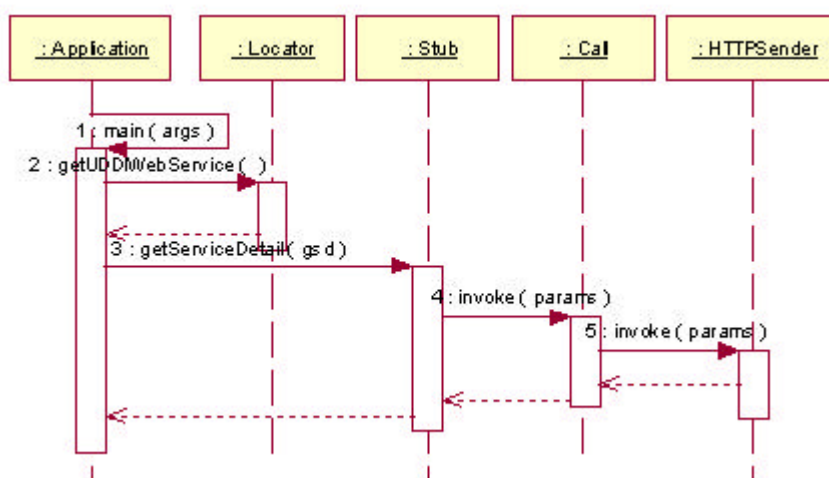 : Application
: Locator
: Stub
: Call
: HTTPSender
1 : main ( args )
2 : getUDDIWebService ( )
3 : getServiceDetail( gsd )
4 : invoke ( params )
5 : invoke ( params )